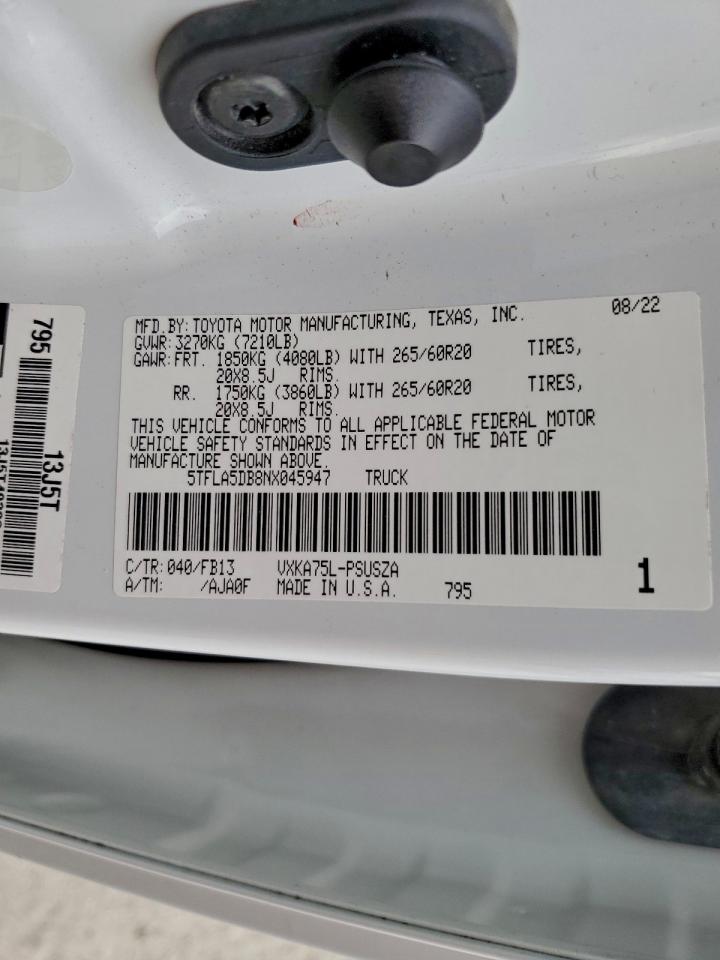 MFD.BY:TOYOTA MOTOR MANUFACTURING, TEXAS, INC. 08/22
GVWR:3270KG (7210LB)
GAWR:FRT. 1850KG (4080LB) WITH 265/60R20 TIRES,
20X8.5J RIMS.
RR. 1750KG (3860LB) WITH 265/60R20 TIRES,
20X8.5J RIMS.
THIS VEHICLE CONFORMS TO ALL APPLICABLE FEDERAL MOTOR
VEHICLE SAFETY STANDARDS IN EFFECT ON THE DATE OF
MANUFACTURE SHOWN ABOVE.
5TFLA5DB8NX045947 TRUCK
C/TR:040/FB13 VXKA75L-PSUSZA
A/TM: /AJA0F MADE IN U.S.A. 795 1
795
13J5T